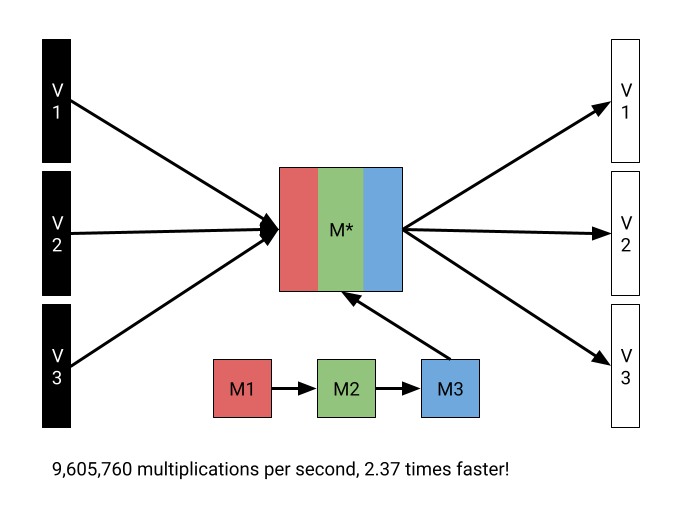 V
1
V
2
V
3
M*
M1
M2
M3
V
1
V
2
V
3
9,605,760 multiplications per second, 2.37 times faster!